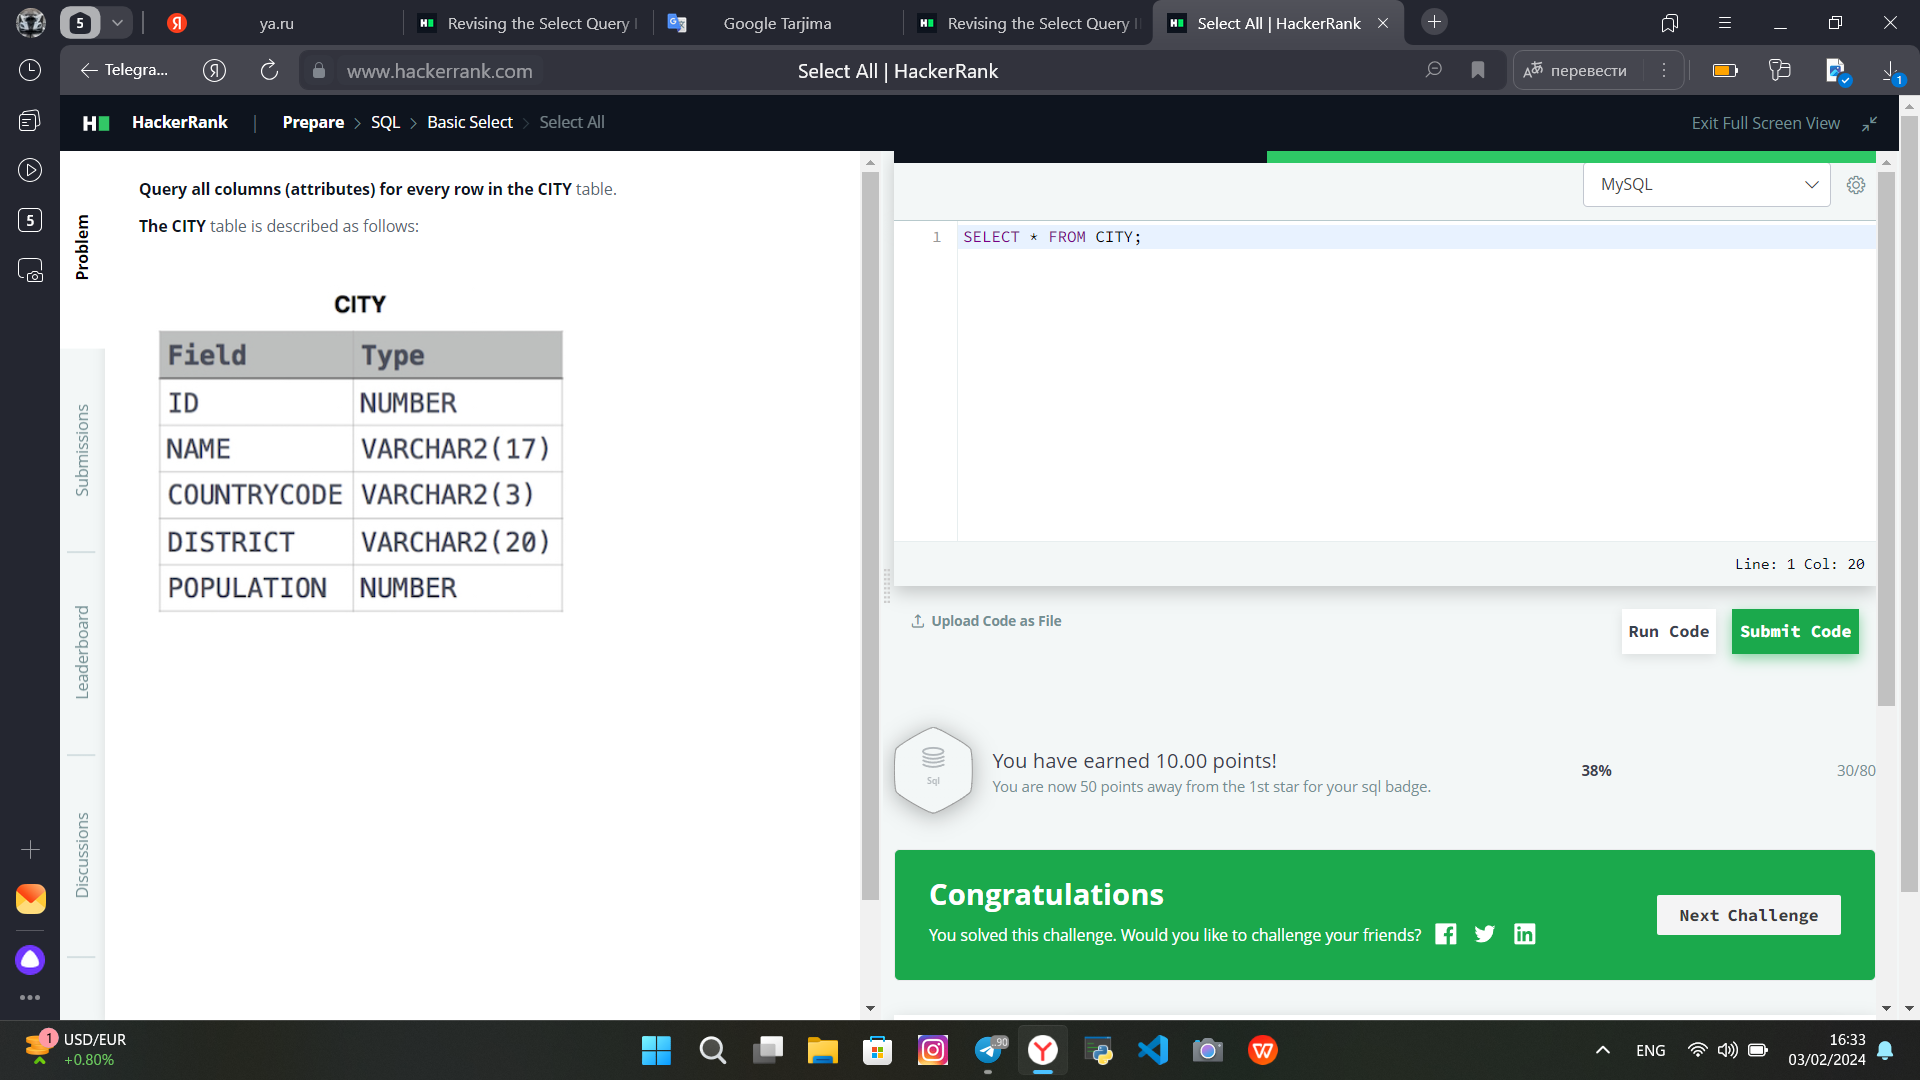 5
ya.ru
Revising the Select Query I
Google Tarjima
Revising the Select Query I
Select All | HackerRank
Telegra...
www.hackerrank.com
Select All | HackerRank
перевести
1
HackerRank
Prepare
SQL
Basic Select
Select All
Exit Full Screen View
5
Problem
Submissions
Leaderboard
Discussions
Query all columns (attributes) for every row in the CITY table.
The CITY table is described as follows:
CITY
Field Type
ID NUMBER
NAME VARCHAR2(17)
COUNTRYCODE VARCHAR2(3)
DISTRICT VARCHAR2(20)
POPULATION NUMBER
MySQL
1 SELECT * FROM CITY;
Line: 1 Col: 20
Upload Code as File
Run Code
Submit Code
Sql
You have earned 10.00 points!
You are now 50 points away from the 1st star for your sql badge.
38%
30/80
Congratulations
You solved this challenge. Would you like to challenge your friends?
Next Challenge
1
USD/EUR
+0.80%
90
ENG
16:33
03/02/2024